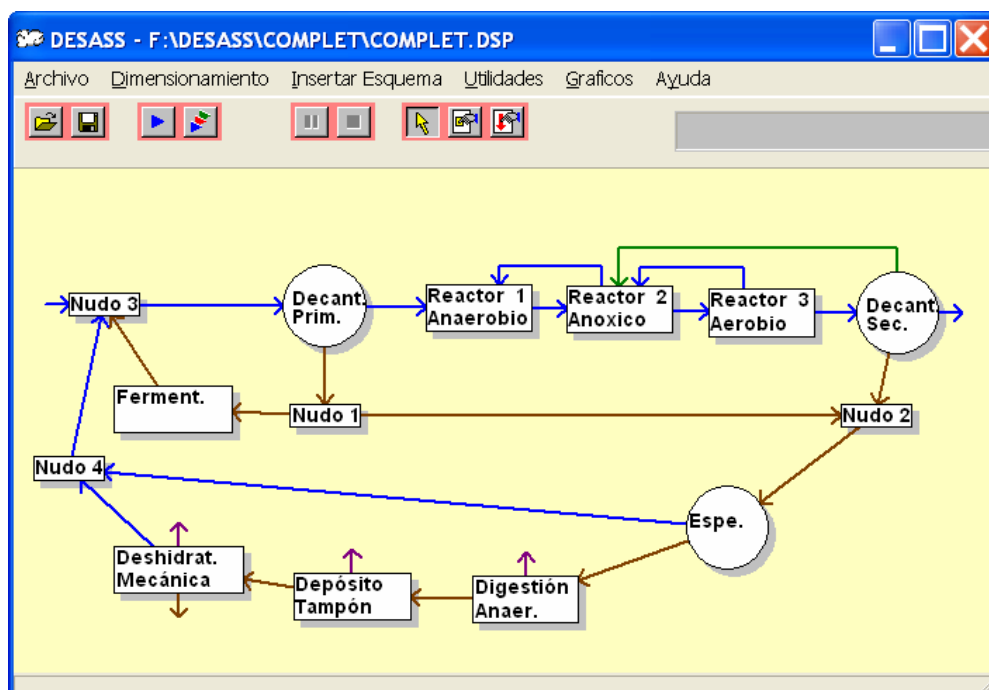 DESASS - F:\DESASS\COMPLET\COMPLET.DSP
Archivo Dimensionamiento Insertar Esquema Utilidades Graficos Ayuda
Nudo 3
Decant.
Prim.
Reactor 1
Anaerobio
Reactor 2
Anoxico
Reactor 3
Aerobio
Decant.
Sec.
Ferment.
Nudo 1
Nudo 2
Nudo 4
Espe.
Deshidrat.
Mecánica
Depósito
Tampón
Digestión
Anaer.